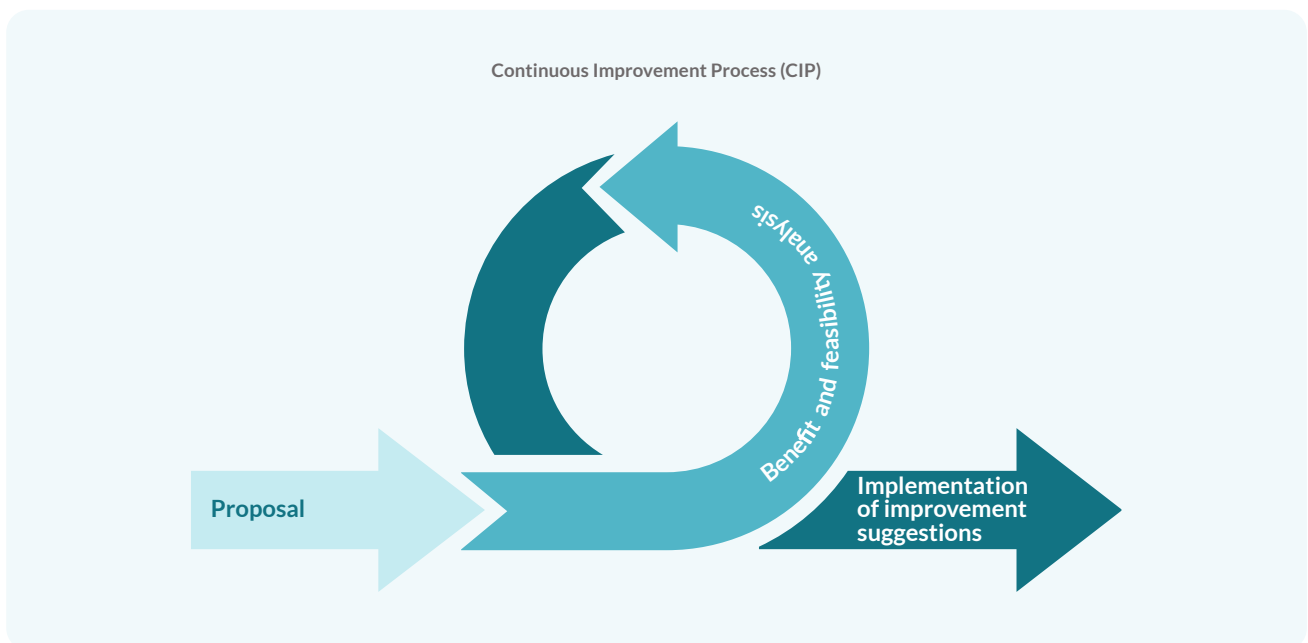 Continuous Improvement Process (CIP)
Proposal
Benefit and feasibility analysis
Implementation
of improvement
suggestions